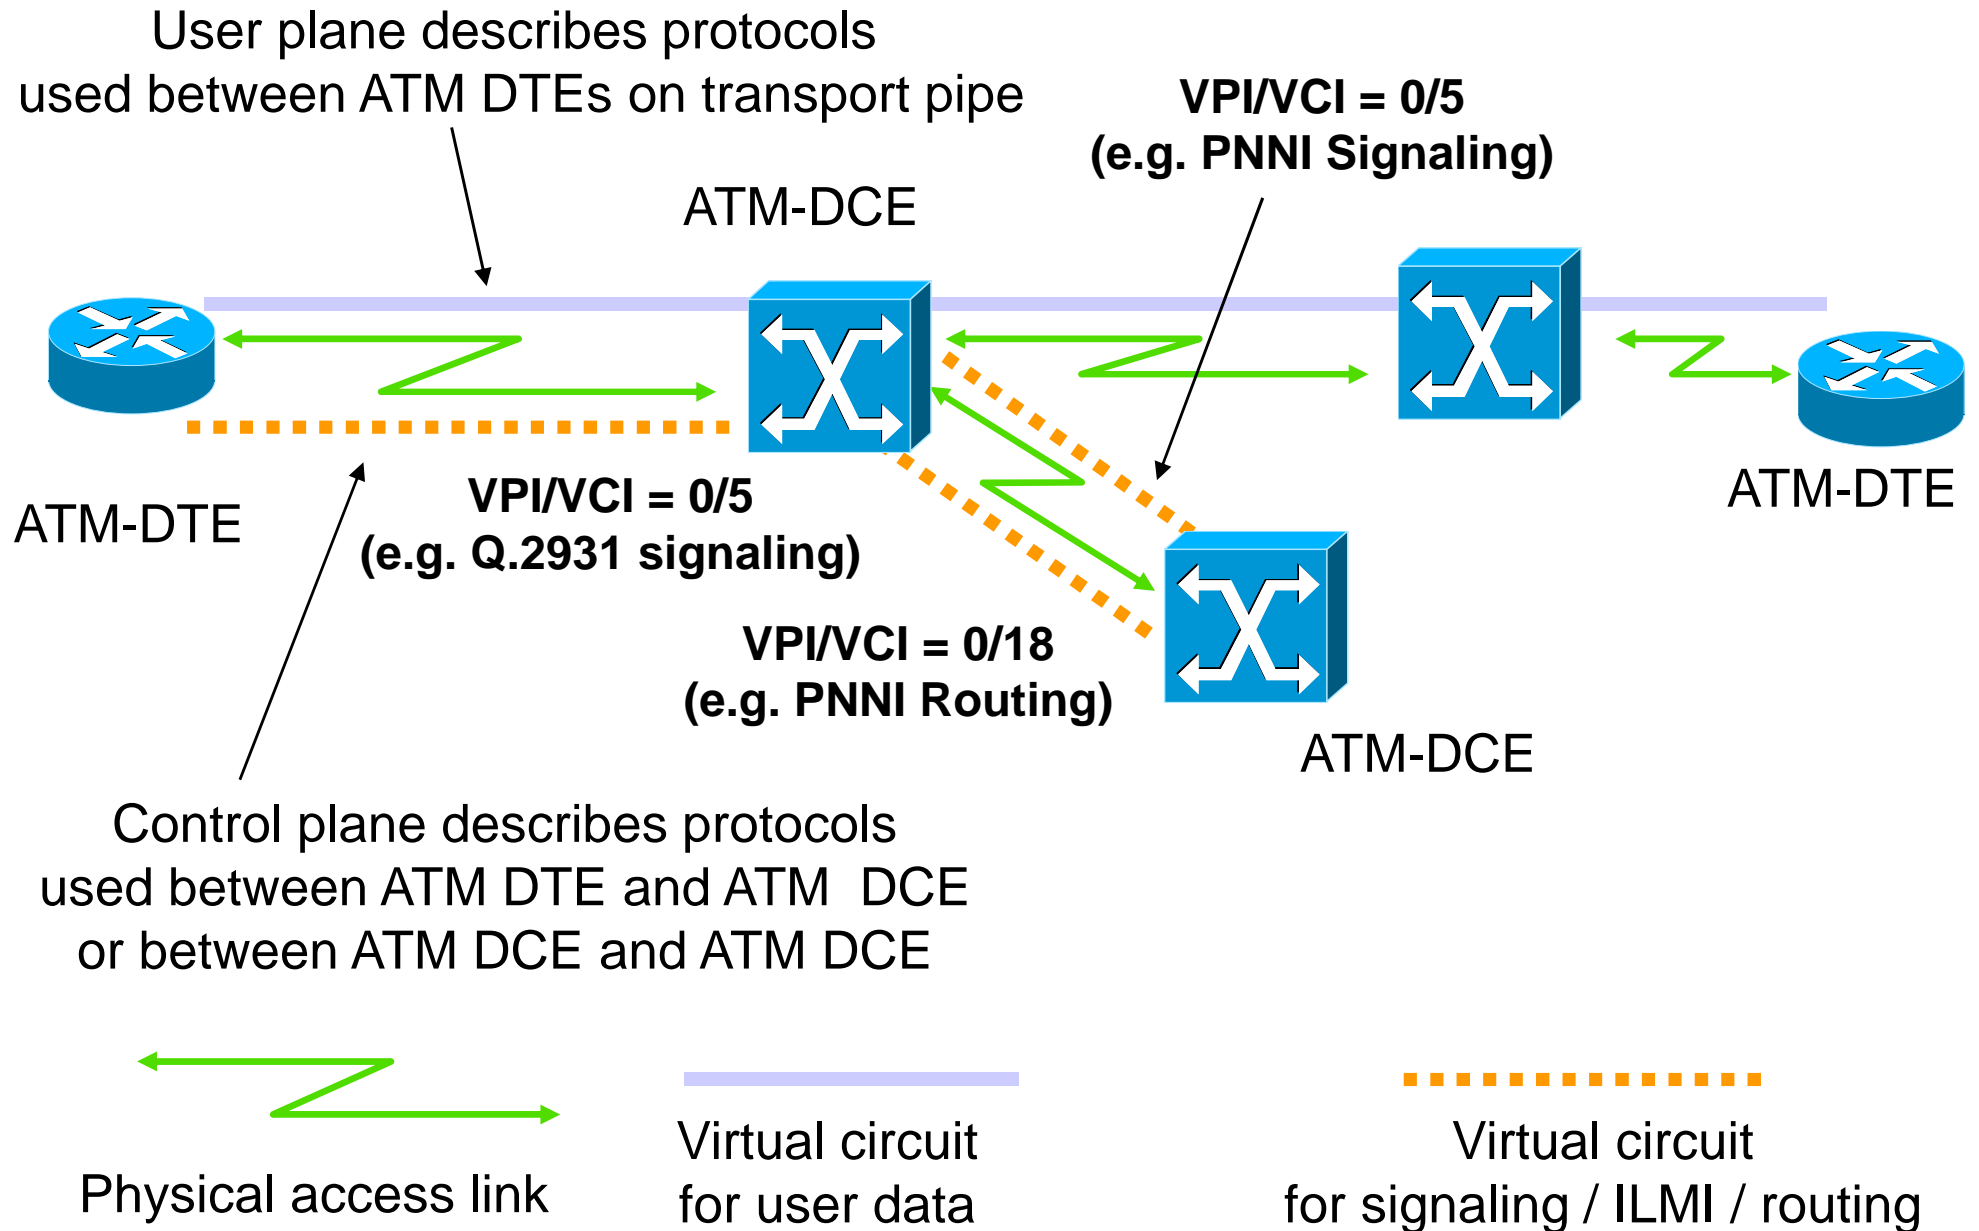 User plane describes protocols
used between ATM DTEs on transport pipe
VPI/VCI = 0/5
(e.g. PNNI Signaling)
ATM-DCE
ATM-DTE
VPI/VCI = 0/5
(e.g. Q.2931 signaling)
ATM-DTE
VPI/VCI = 0/18
(e.g. PNNI Routing)
ATM-DCE
Control plane describes protocols
used between ATM DTE and ATM DCE
or between ATM DCE and ATM DCE
Physical access link
Virtual circuit
for user data
Virtual circuit
for signaling / ILMI / routing